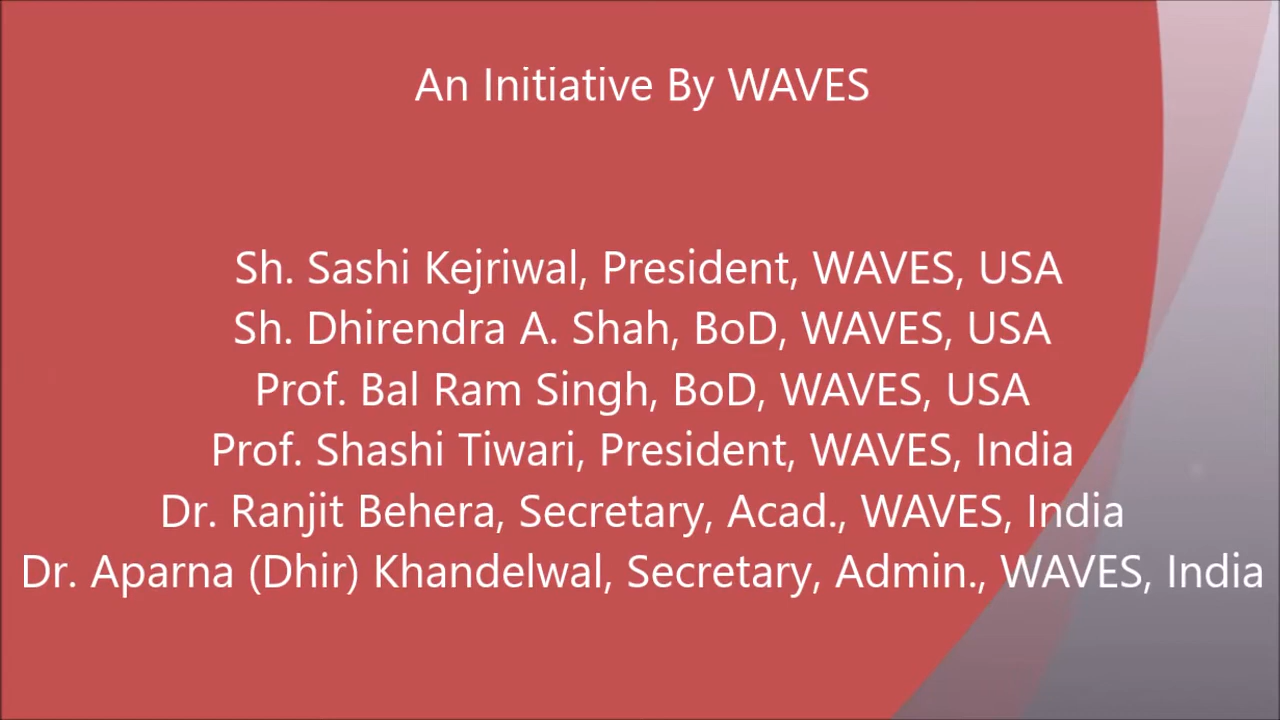 An Initiative By WAVES
Sh. Sashi Kejriwal, President, WAVES, USA
Sh. Dhirendra A. Shah, BoD, WAVES, USA
Prof. Bal Ram Singh, BoD, WAVES, USA
Prof. Shashi Tiwari, President, WAVES, India
Dr. Ranjit Behera, Secretary, Acad., WAVES, India
Dr. Aparna (Dhir) Khandelwal, Secretary, Admin., WAVES, India